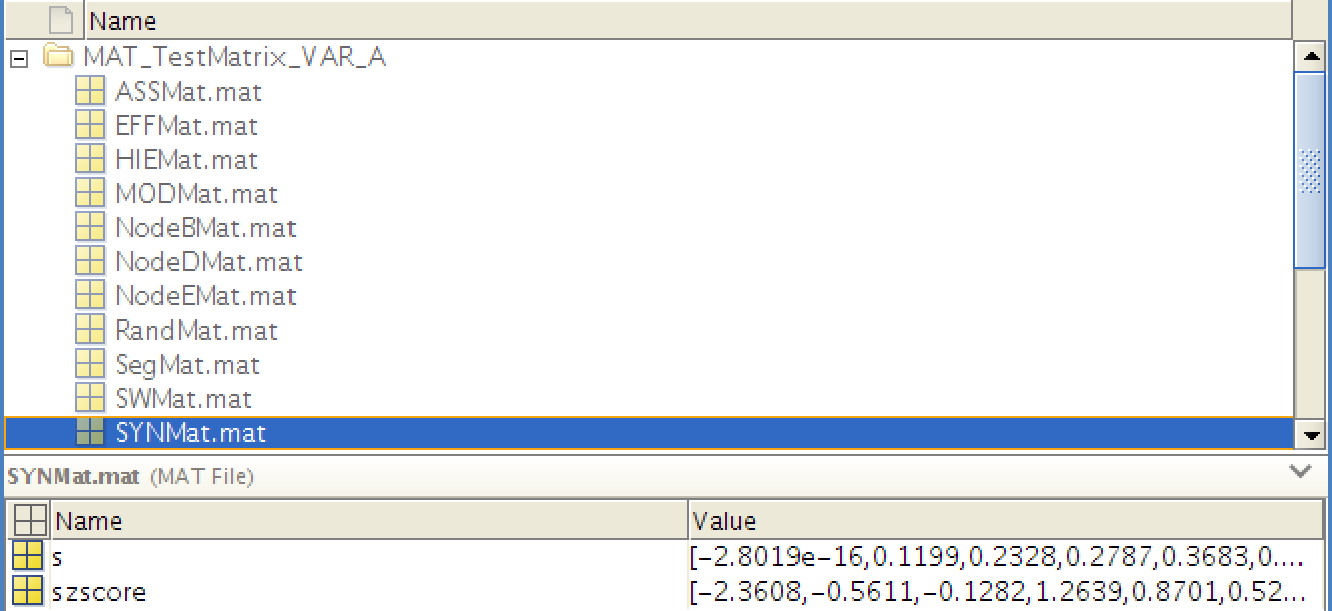 Name
MAT_TestMatrix_VAR_A
ASSMat.mat
EFFMat.mat
HIEMat.mat
MODMat.mat
NodeBMat.mat
NodeDMat.mat
NodeEMat.mat
RandMat.mat
SegMat.mat
SWMat.mat
SYNMat.mat
SYNMat.mat (MAT File)
Name Value
s [-2.8019e-16,0.1199,0.2328,0.2787,0.3683,0....
szscore [-2.3608,-0.5611,-0.1282,1.2639,0.8701,0.52...